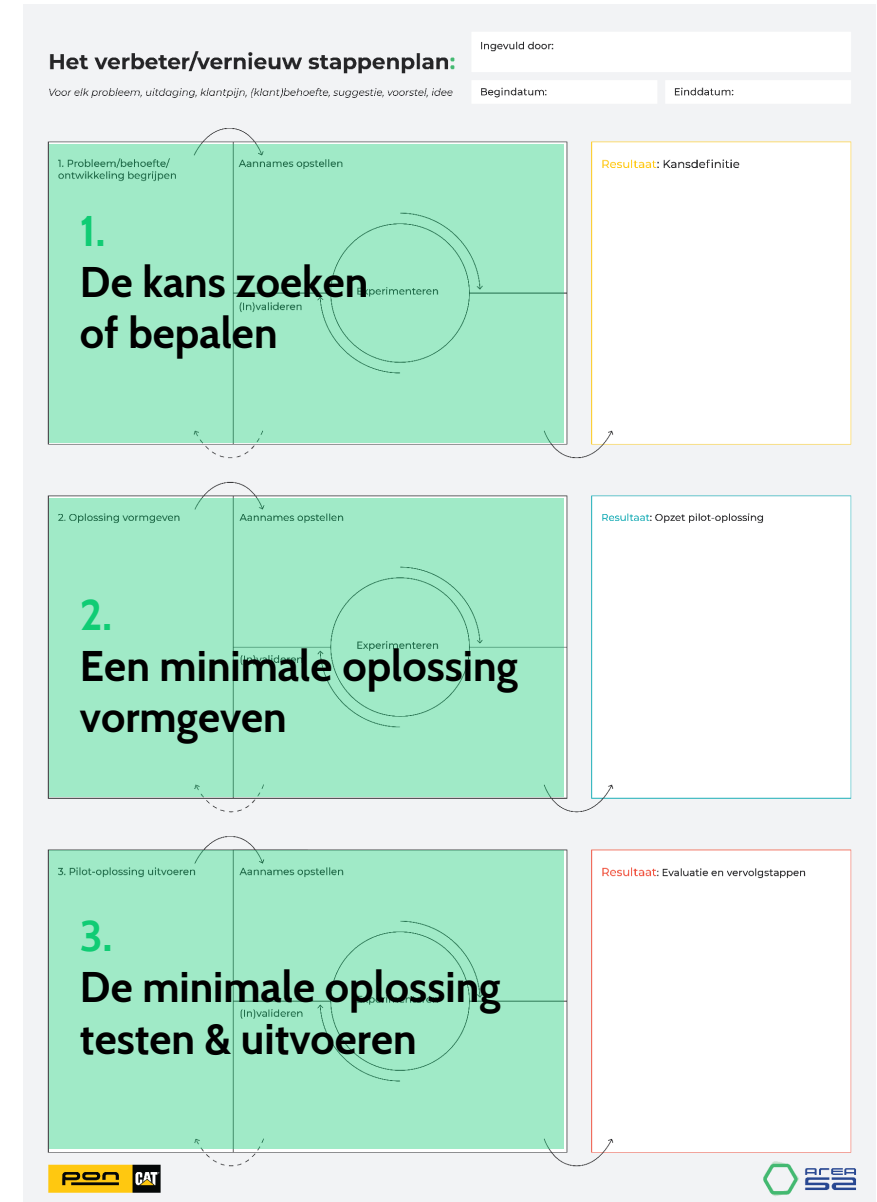 Het verbeter/vernieuw stappenplan:
Voor elk probleem, uitdaging, klantpijn, (klant)behoefte, suggestie, voorstel, idee
Ingevuld door:
Begindatum:
Einddatum:
1. Probleem/behoefte/
ontwikkeling begrijpen
Aannames opstellen
1.
De kans zoeken
of bepalen
Experimenteren
(In)valideren
Resultaat: Kansdefinitie
2. Oplossing vormgeven
Aannames opstellen
2.
Een minimale oplossing
vormgeven
Experimenteren
(In)valideren
Resultaat: Opzet pilot-oplossing
3. Pilot-oplossing uitvoeren
Aannames opstellen
3.
De minimale oplossing
testen & uitvoeren
Experimenteren
(In)valideren
Resultaat: Evaluatie en vervolgstappen
pon CAT
AREA
52